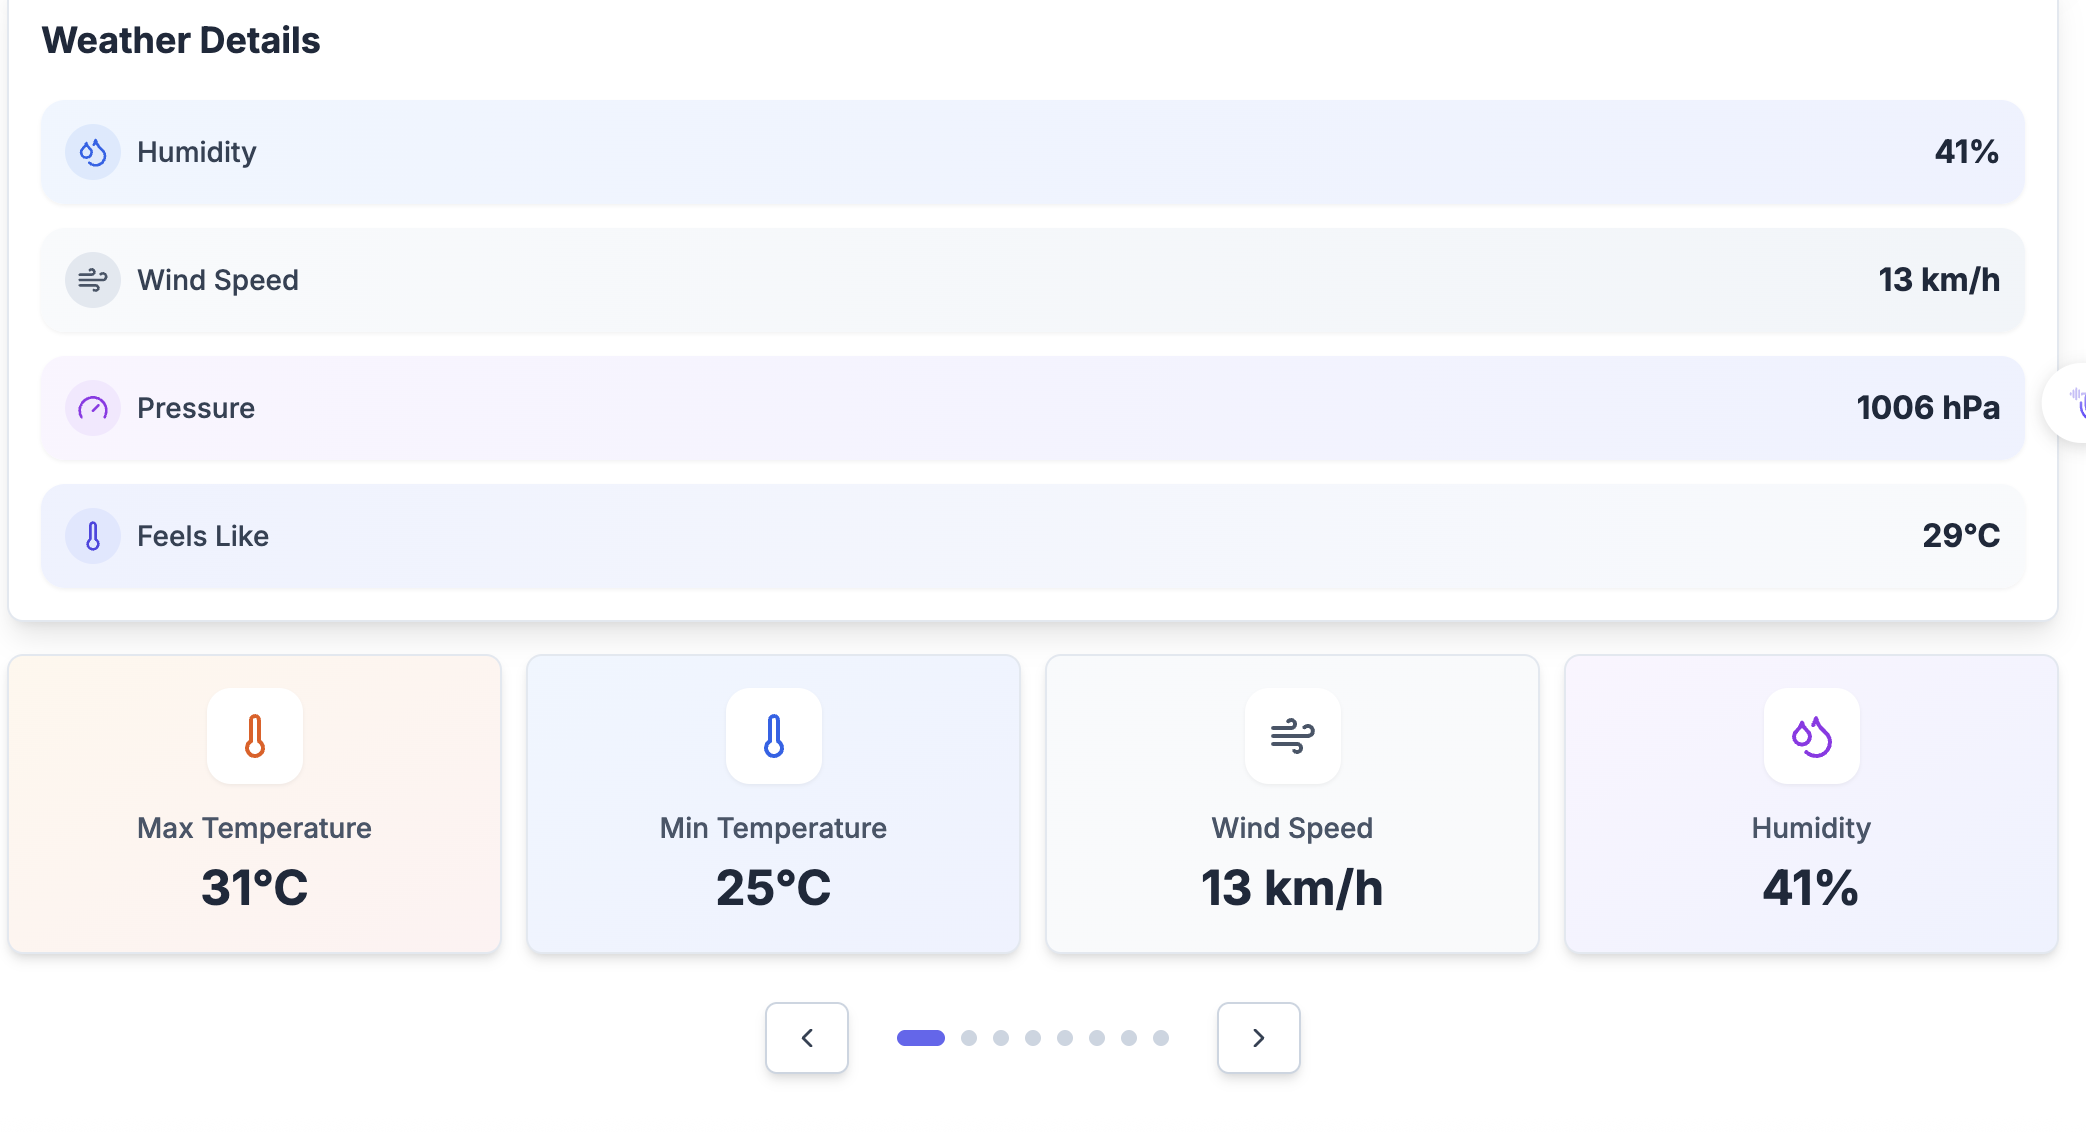 Weather Details
Humidity 41%
Wind Speed 13 km/h
Pressure 1006 hPa
Feels Like 29°C
Max Temperature
31°C
Min Temperature
25°C
Wind Speed
13 km/h
Humidity
41%